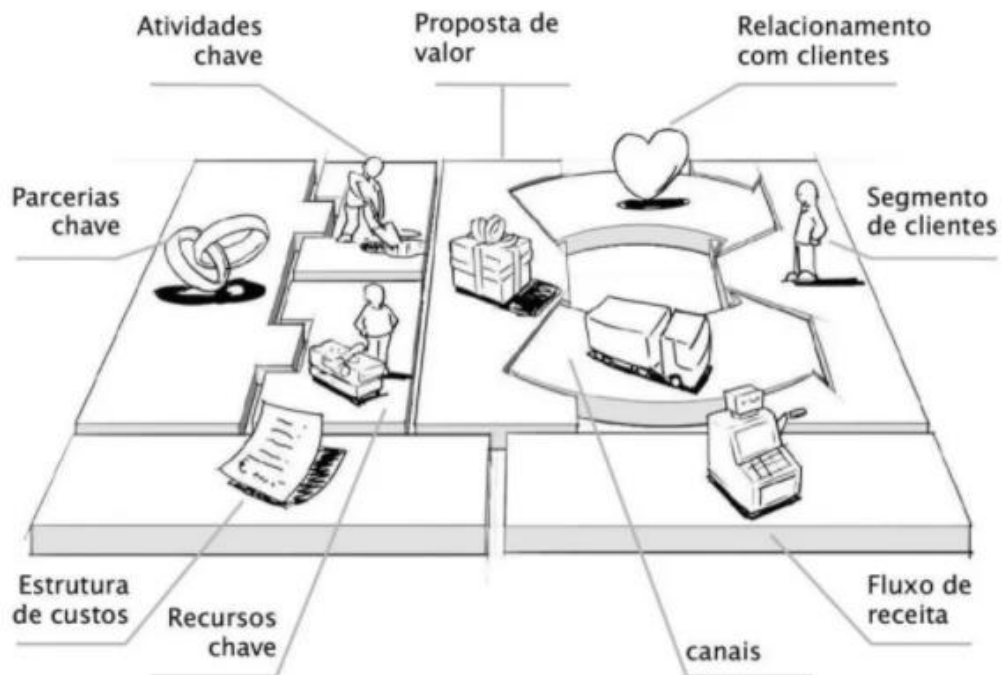 Atividades
chave
Proposta de
valor
Relacionamento
com clientes
Parcerias
chave
Segmento
de clientes
Estrutura
de custos
Recursos
chave
canais
Fluxo de
receita